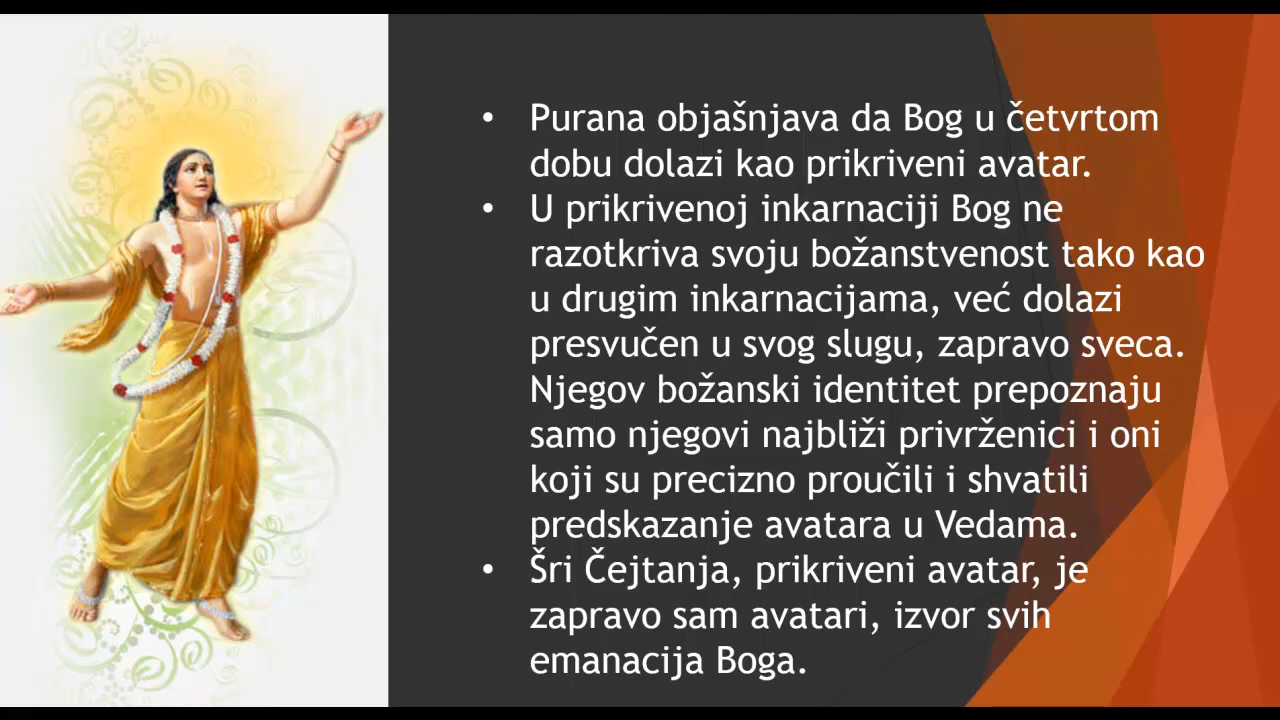 • Purana objašnjava da Bog u četvrtom
dobu dolazi kao prikriveni avatar.
• U prikrivenoj inkarnaciji Bog ne
razotkriva svoju božanstvenost tako kao
u drugim inkarnacijama, već dolazi
presvučen u svog slugu, zapravo sveca.
Njegov božanski identitet prepoznaju
samo njegovi najbliži privrženici i oni
koji su precizno proučili i shvatili
predskazanje avatara u Vedama.
• Šri Čejtanja, prikriveni avatar, je
zapravo sam avatari, izvor svih
emanacija Boga.